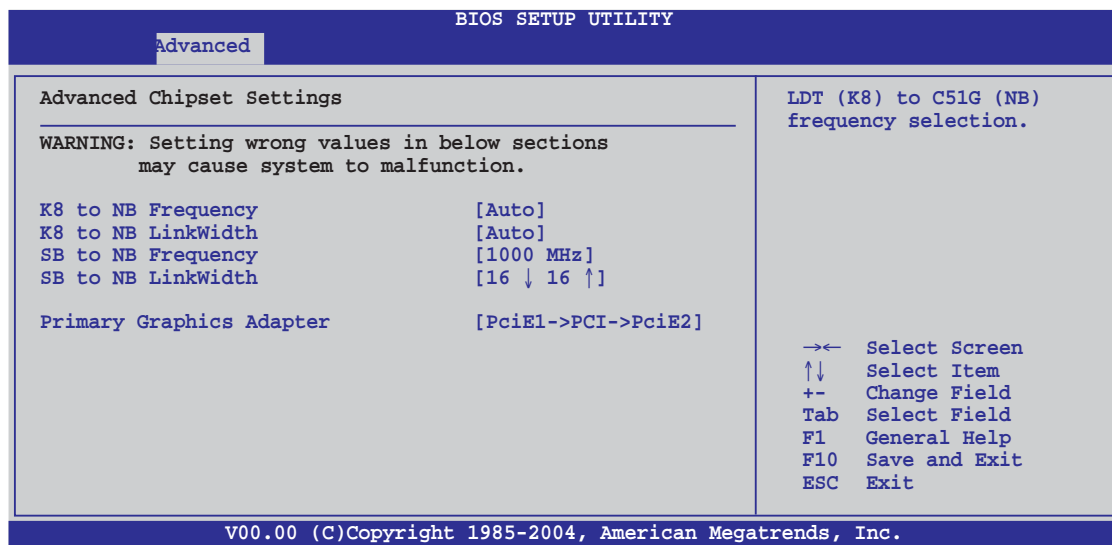 BIOS SETUP UTILITY
Advanced
Advanced Chipset Settings
WARNING: Setting wrong values in below sections
may cause system to malfunction.
K8 to NB Frequency [Auto]
K8 to NB LinkWidth [Auto]
SB to NB Frequency [1000 MHz]
SB to NB LinkWidth [16 ↓ 16 ↑]
Primary Graphics Adapter [PciE1->PCI->PciE2]
LDT (K8) to C51G (NB)
frequency selection.
→← Select Screen
↑↓ Select Item
+- Change Field
Tab Select Field
F1 General Help
F10 Save and Exit
ESC Exit
V00.00 (C)Copyright 1985-2004, American Megatrends, Inc.